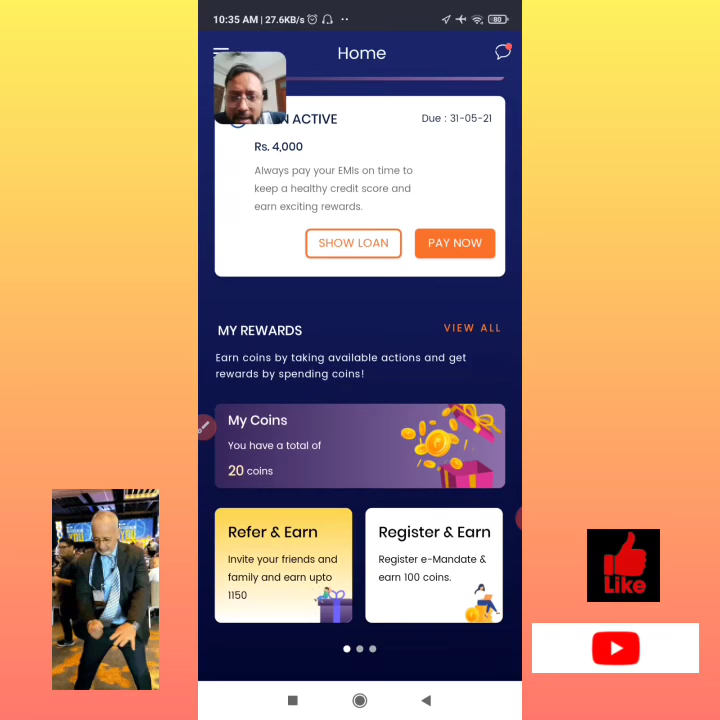 10:35 AM | 27.6KB/s
80
Home
N ACTIVE
Due : 31-05-21
Rs. 4,000
Always pay your EMIs on time to
keep a healthy credit score and
earn exciting rewards.
SHOW LOAN
PAY NOW
MY REWARDS
VIEW ALL
Earn coins by taking available actions and get
rewards by spending coins!
My Coins
You have a total of
20 coins
Refer & Earn
Invite your friends and
family and earn upto
1150
Register & Earn
Register e-Mandate &
earn 100 coins.
Like